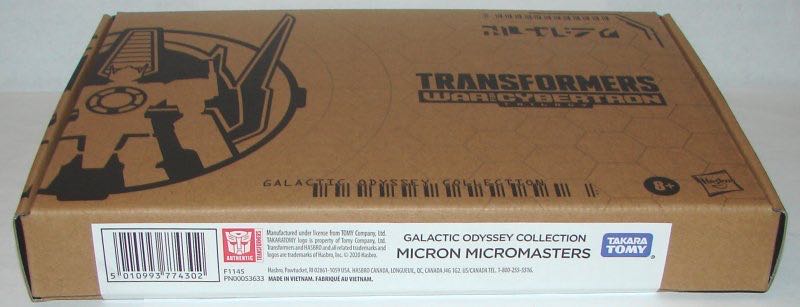 TRANSFORMERS
WAR FOR CYBERTRON
TRILOGY
GALACTIC ODYSSEY COLLECTION
8+
Hasbro
5 010993 774302
AUTHENTIC
TRANSFORMERS
F1145
PN00053633
Manufactured under license from TOMY Company, Ltd.
TAKARATOMY logo is property of Tomy Company, Ltd.
Transformers and HASBRO and all related trademarks and
logos are trademarks of Hasbro, Inc. © 2020 Hasbro.
Hasbro, Pawtucket, RI 02861-1059 USA. HASBRO CANADA, LONGUEUIL, QC, CANADA J4G 1G2. US/CANADA TEL. 1-800-255-5516.
MADE IN VIETNAM. FABRIQUÉ AU VIETNAM.
GALACTIC ODYSSEY COLLECTION
MICRON MICROMASTERS
TAKARA
TOMY